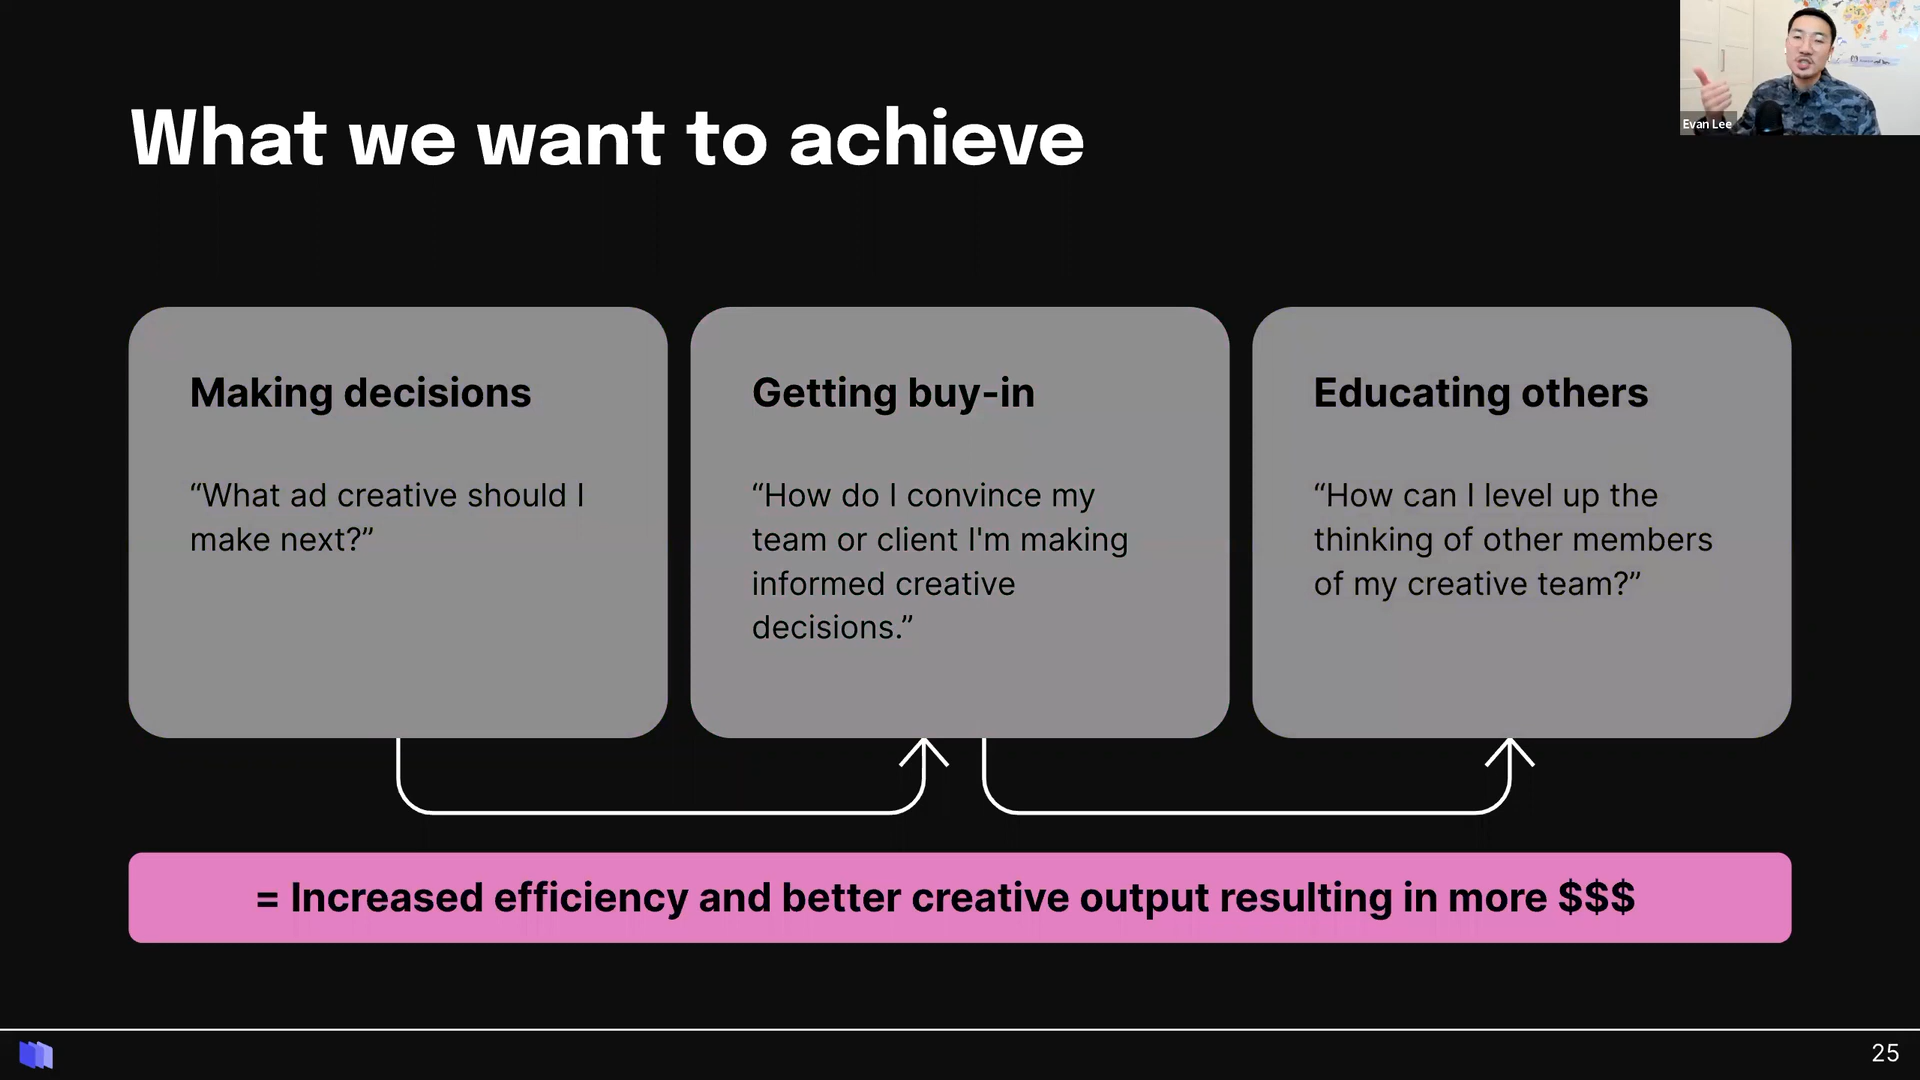 What we want to achieve
Evan Lee
Making decisions
“What ad creative should I
make next?”
Getting buy-in
“How do I convince my
team or client I'm making
informed creative
decisions.”
Educating others
“How can I level up the
thinking of other members
of my creative team?”
= Increased efficiency and better creative output resulting in more $$$
25